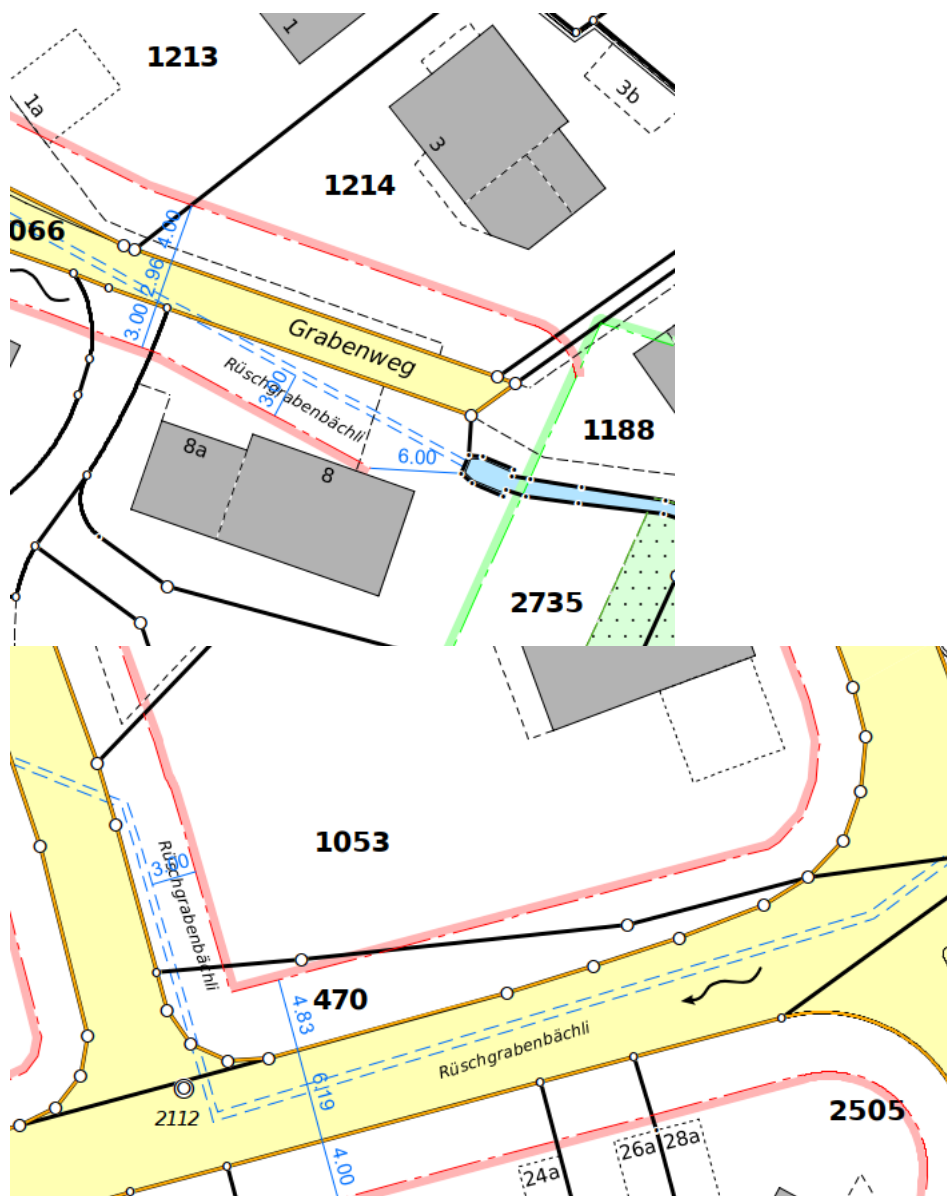 1
1213
1a
3b
3
1214
4.00
066
2.96
3.00
Grabenweg
Rüschgrabenbächli
3.00
1188
8a
8
6.00
2735
1053
3.00
Rüschgrabenbächli
470
4.83
Rüschgrabenbächli
6.19
2112
2505
4.00
24a
26a
28a